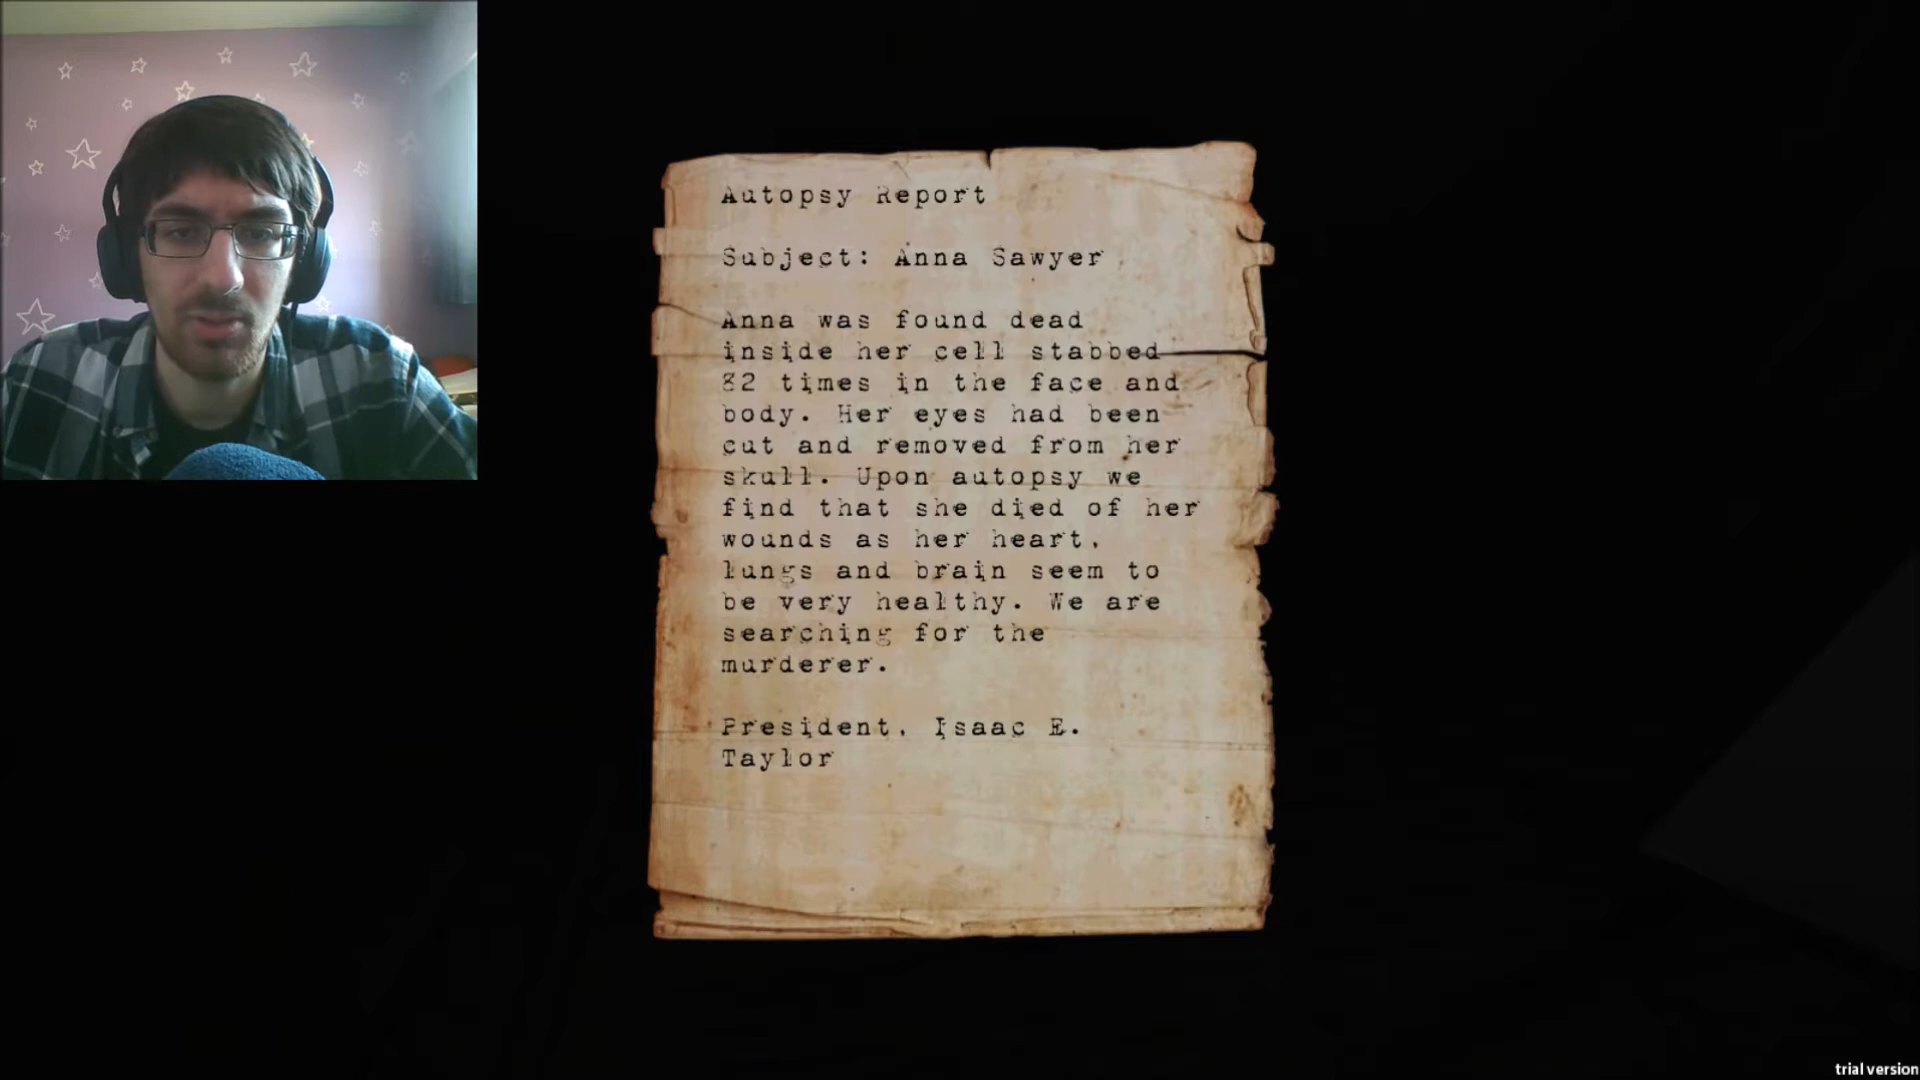 Autopsy Report
Subject: Anna Sawyer
Anna was found dead
inside her cell stabbed
82 times in the face and
body. Her eyes had been
cut and removed from her
skull. Upon autopsy we
find that she died of her
wounds as her heart,
lungs and brain seem to
be very healthy. We are
searching for the
murderer.
President, Isaac E.
Taylor
trial version